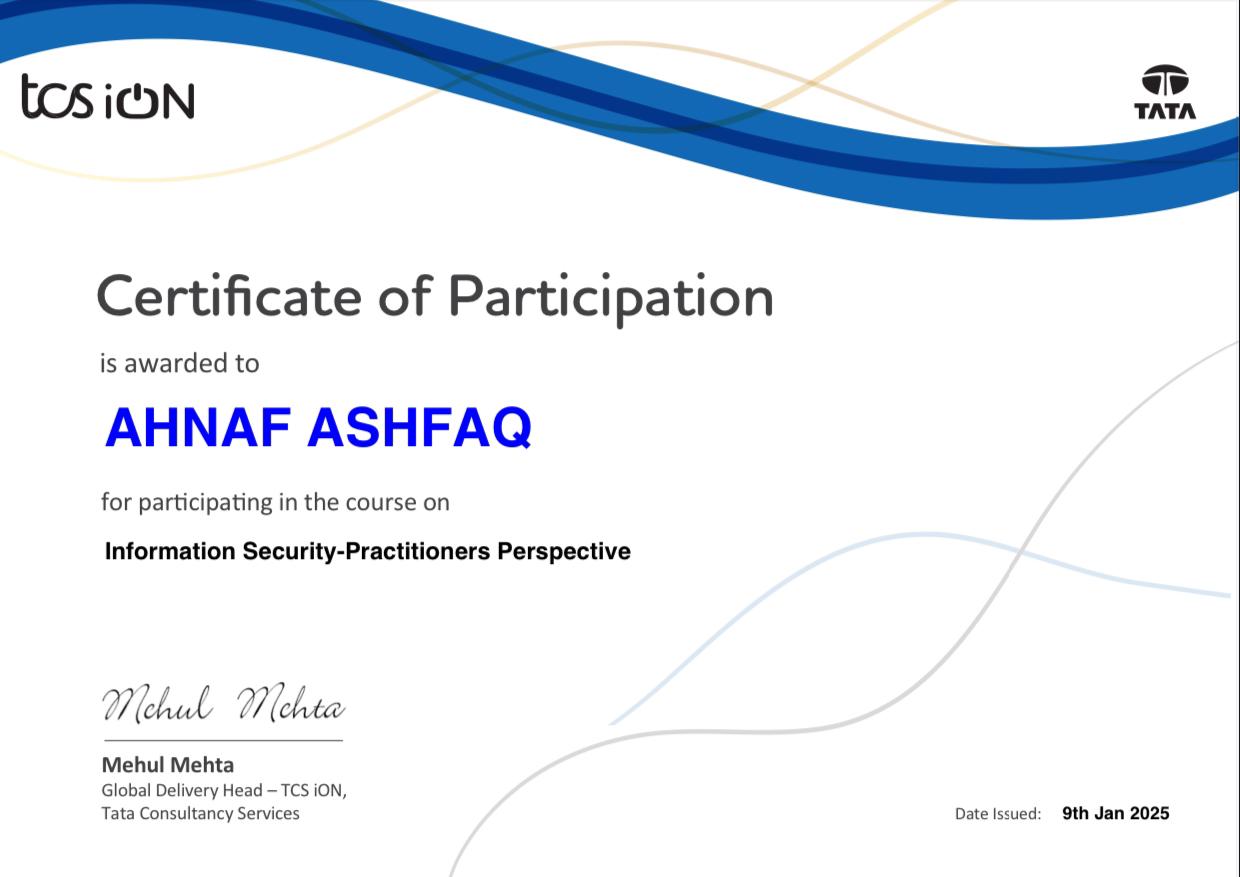 tcs iON
TATA
Certificate of Participation
is awarded to
AHNAF ASHFAQ
for participating in the course on
Information Security-Practitioners Perspective
Mehul Mehta
Mehul Mehta
Global Delivery Head – TCS iON,
Tata Consultancy Services
Date Issued: 9th Jan 2025